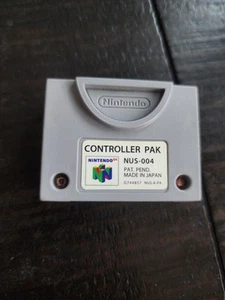 Nintendo
CONTROLLER PAK
NINTENDO64
NUS-004
PAT. PEND.
MADE IN JAPAN